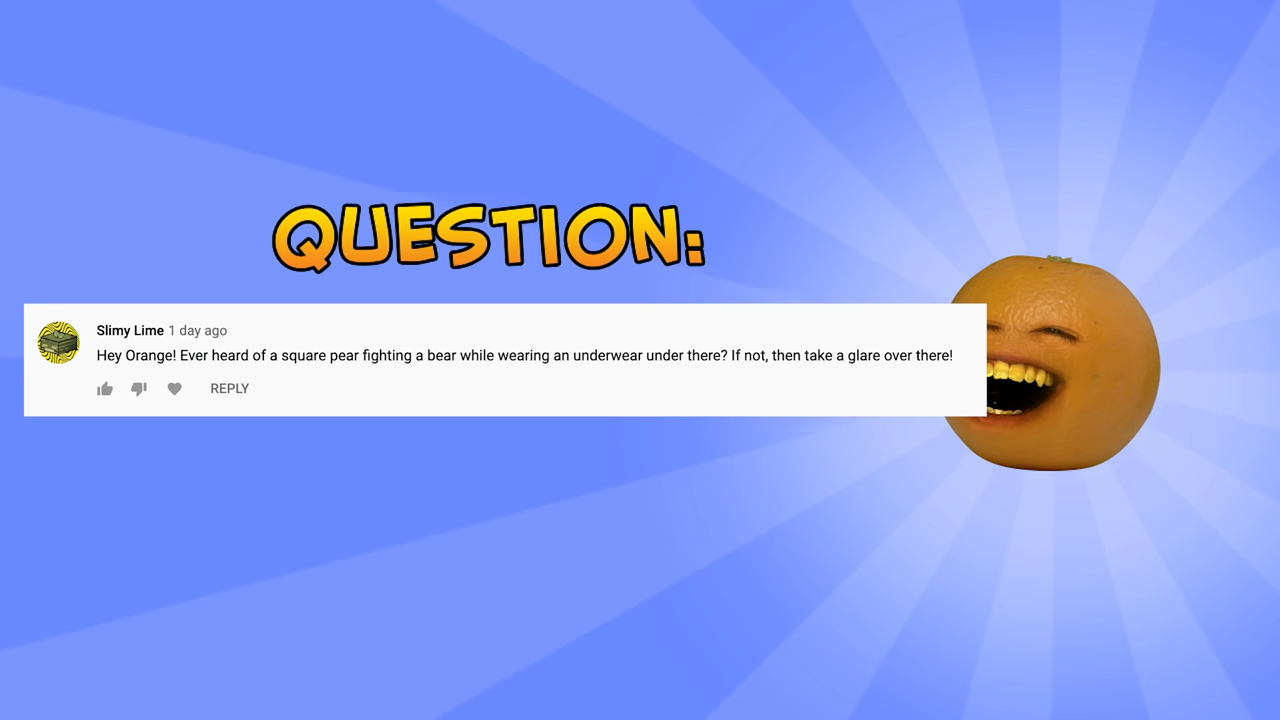 QUESTION:
Slimy Lime 1 day ago
Hey Orange! Ever heard of a square pear fighting a bear while wearing an underwear under there? If not, then take a glare over there!
REPLY